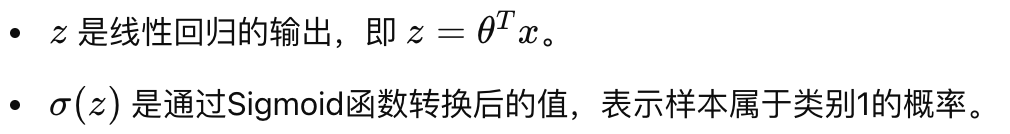 • z 是线性回归的输出，即 z = θᵀx。
• σ(z) 是通过Sigmoid函数转换后的值，表示样本属于类别1的概率。